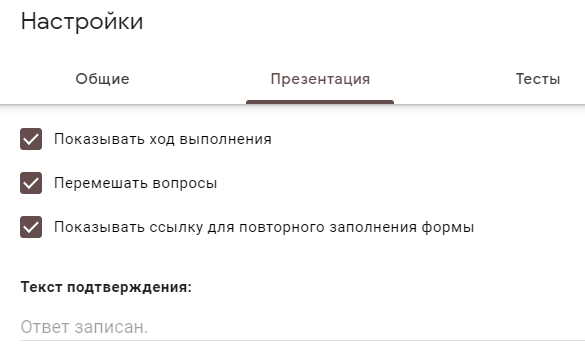 Настройки
Общие Презентация Тесты
Показывать ход выполнения
Перемешать вопросы
Показывать ссылку для повторного заполнения формы
Текст подтверждения:
Ответ записан.